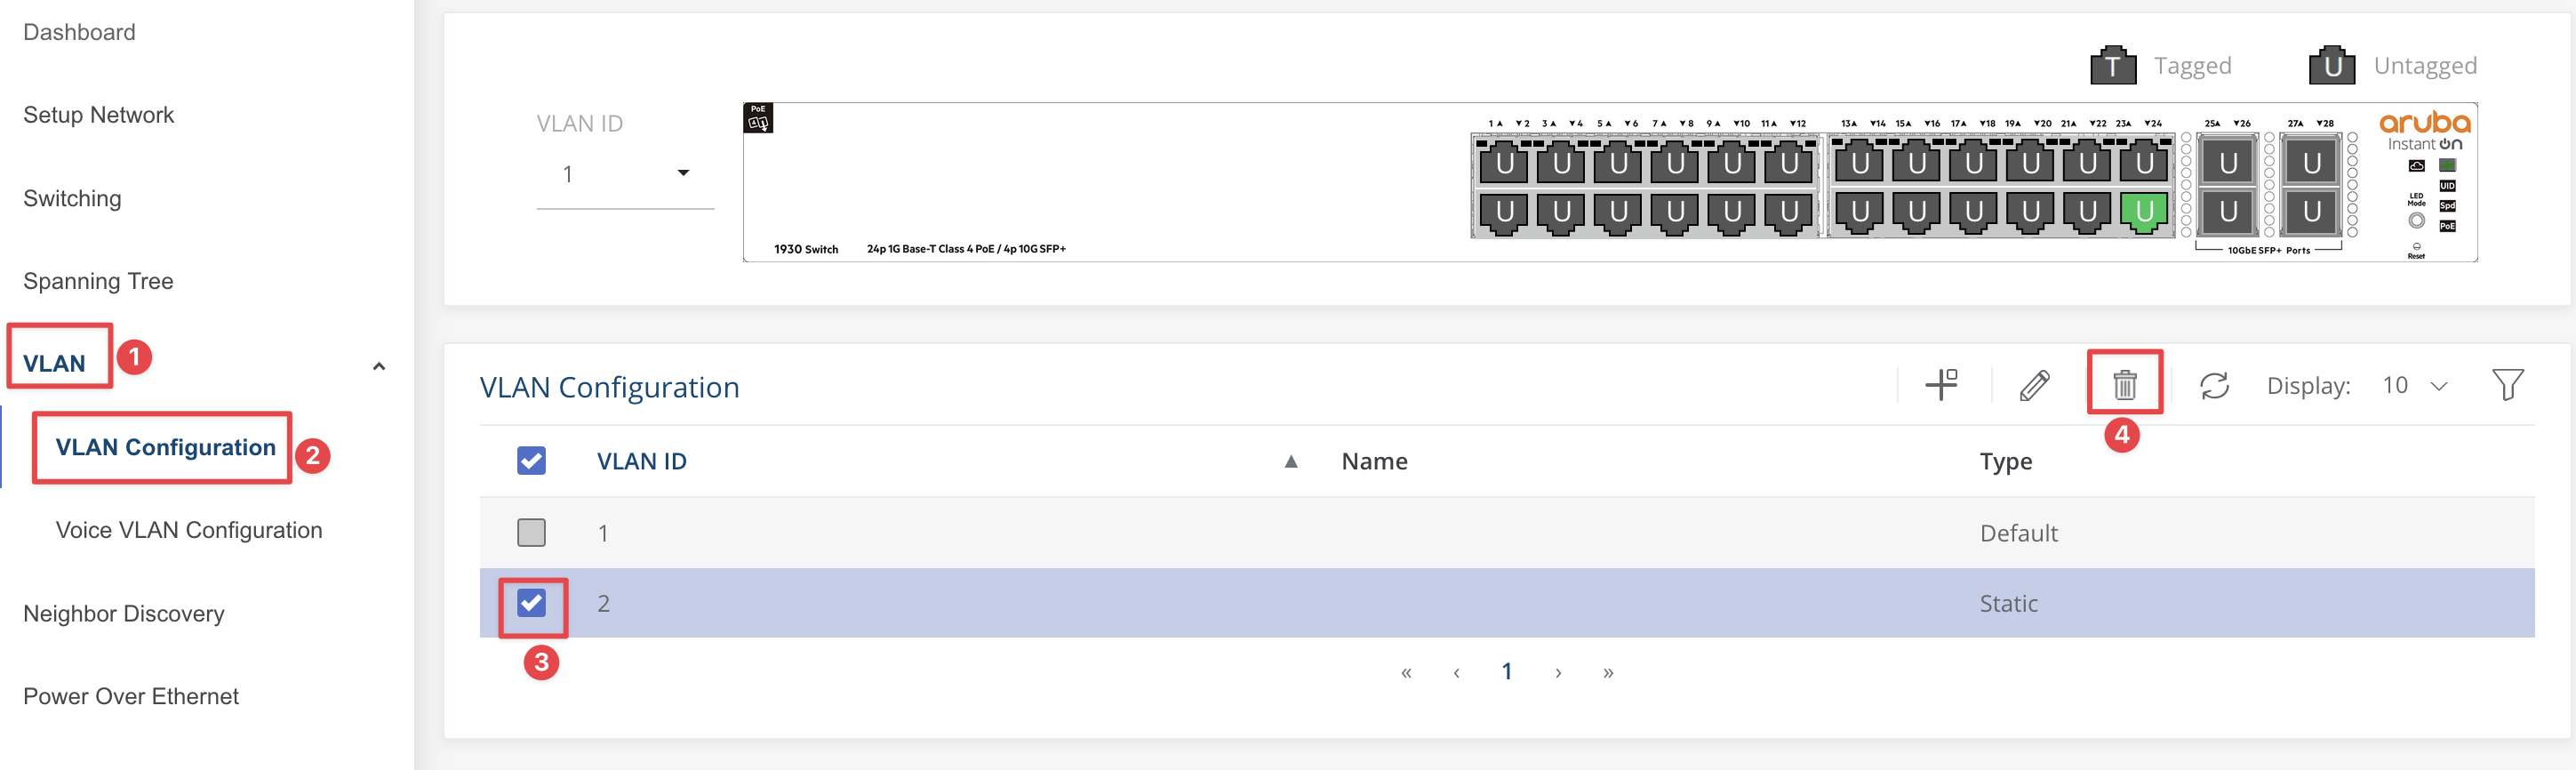 Dashboard
Setup Network
Switching
Spanning Tree
VLAN 1
VLAN Configuration 2
Voice VLAN Configuration
Neighbor Discovery
Power Over Ethernet
T Tagged U Untagged
VLAN ID
1
PoE
1▲ ▼2 3▲ ▼4 5▲ ▼6 7▲ ▼8 9▲ ▼10 11▲ ▼12 13▲ ▼14 15▲ ▼16 17▲ ▼18 19▲ ▼20 21▲ ▼22 23▲ ▼24 25▲ ▼26 27▲ ▼28
U U U U U U U U U U U U U U
U U U U U U U U U U U U U U
aruba
Instant On
UID
LED Mode
Spd
PoE
Reset
10GbE SFP+ Ports
1930 Switch 24p 1G Base-T Class 4 PoE / 4p 10G SFP+
VLAN Configuration
Display: 10
4
VLAN ID ▲ Name Type
1 Default
2 Static
3
« ‹ 1 › »